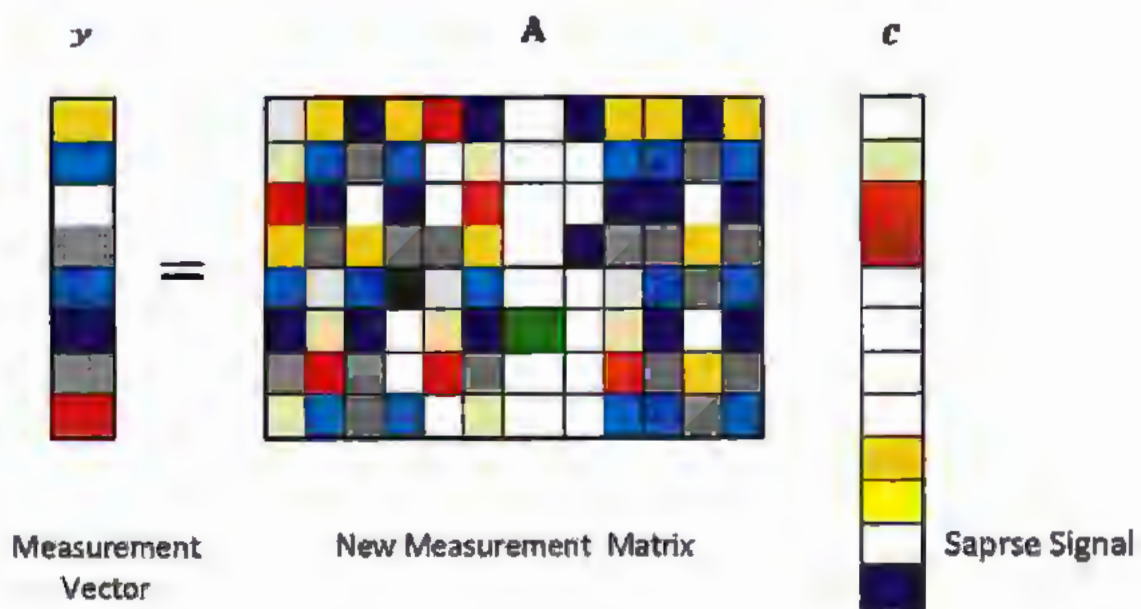 y
A
c
=
Measurement
Vector
New Measurement Matrix
Saprse Signal